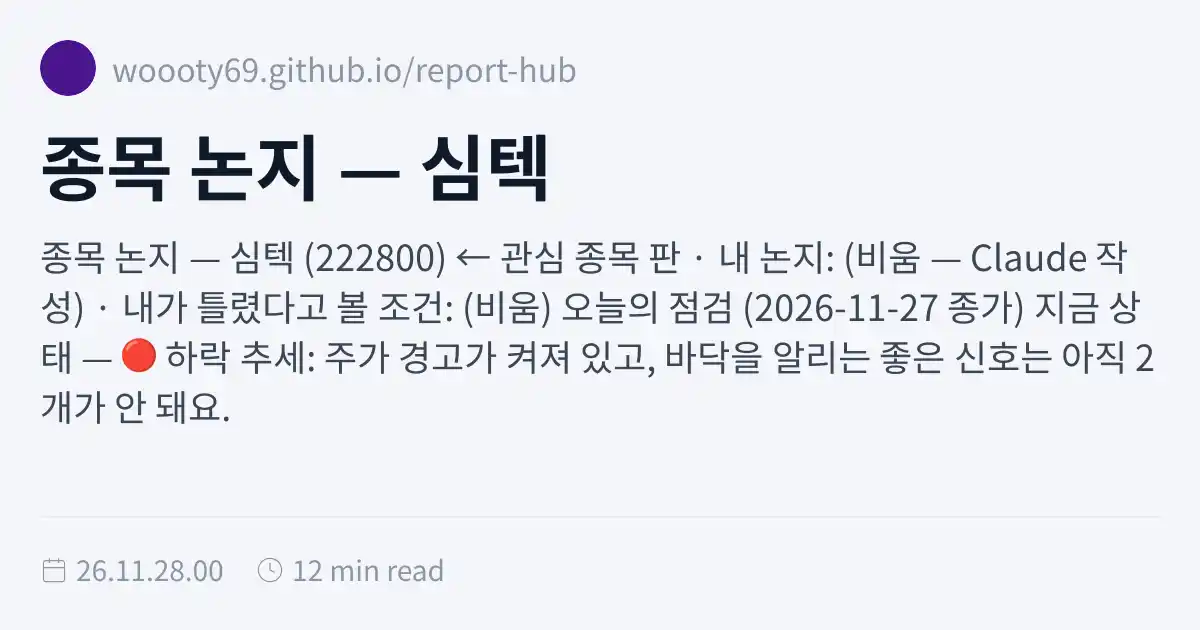 woooty69.github.io/report-hub
종목 논지 — 심텍
종목 논지 — 심텍 (222800) ← 관심 종목 판 · 내 논지: (비움 — Claude 작
성) · 내가 틀렸다고 볼 조건: (비움) 오늘의 점검 (2026-11-27 종가) 지금 상
태 — 🔴 하락 추세: 주가 경고가 켜져 있고, 바닥을 알리는 좋은 신호는 아직 2
개가 안 돼요.
26.11.28.00
12 min read